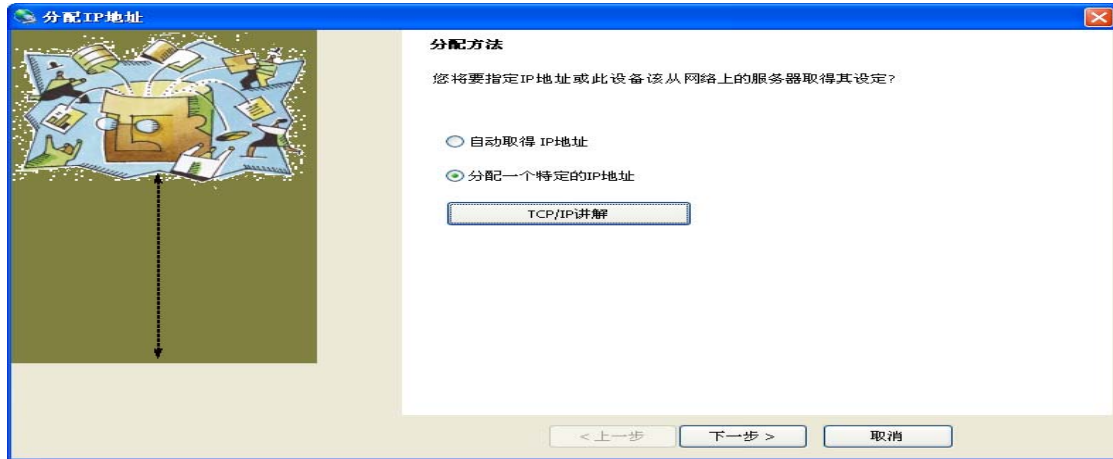 分配IP地址
分配方法
您将要指定IP地址或此设备该从网络上的服务器取得其设定?
自动取得 IP地址
分配一个特定的IP地址
TCP/IP讲解
<上一步
下一步 >
取消